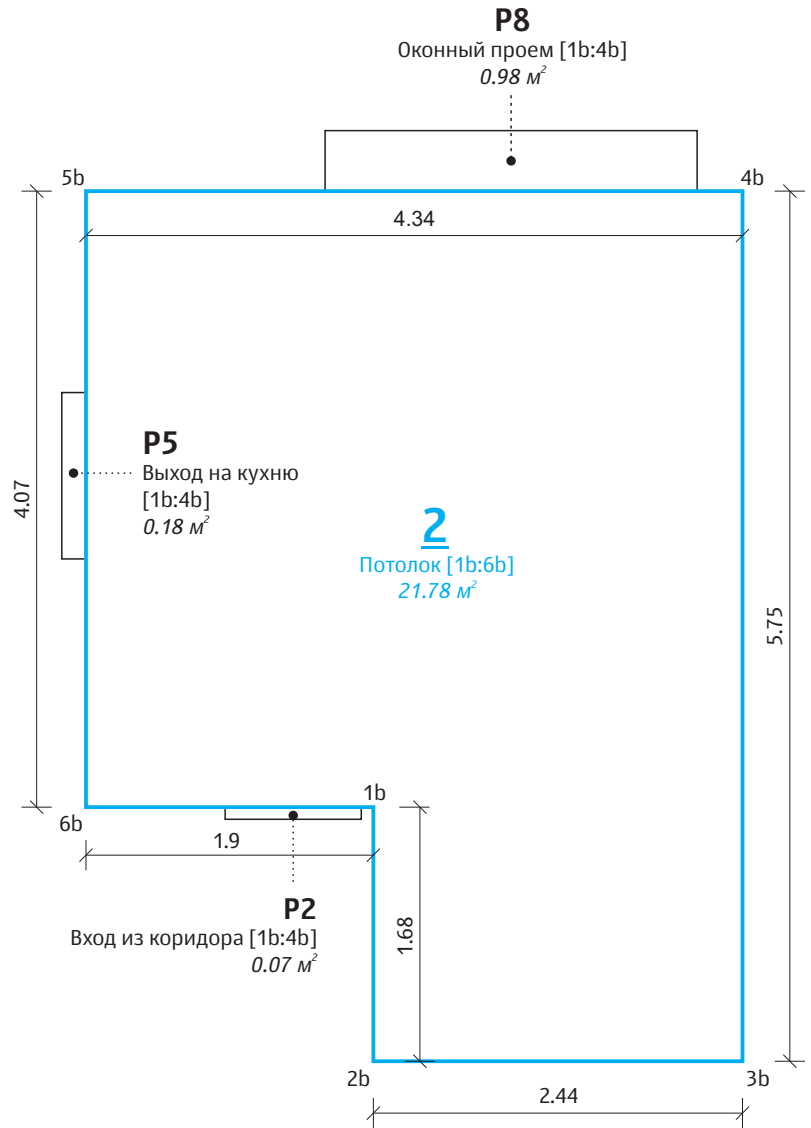 P8
Оконный проем [1b:4b]
0.98 м²
5b
4b
4.34
4.07
P5
Выход на кухню
[1b:4b]
0.18 м²
2
Потолок [1b:6b]
21.78 м²
5.75
1b
6b
1.9
P2
Вход из коридора [1b:4b]
0.07 м²
1.68
2b
3b
2.44